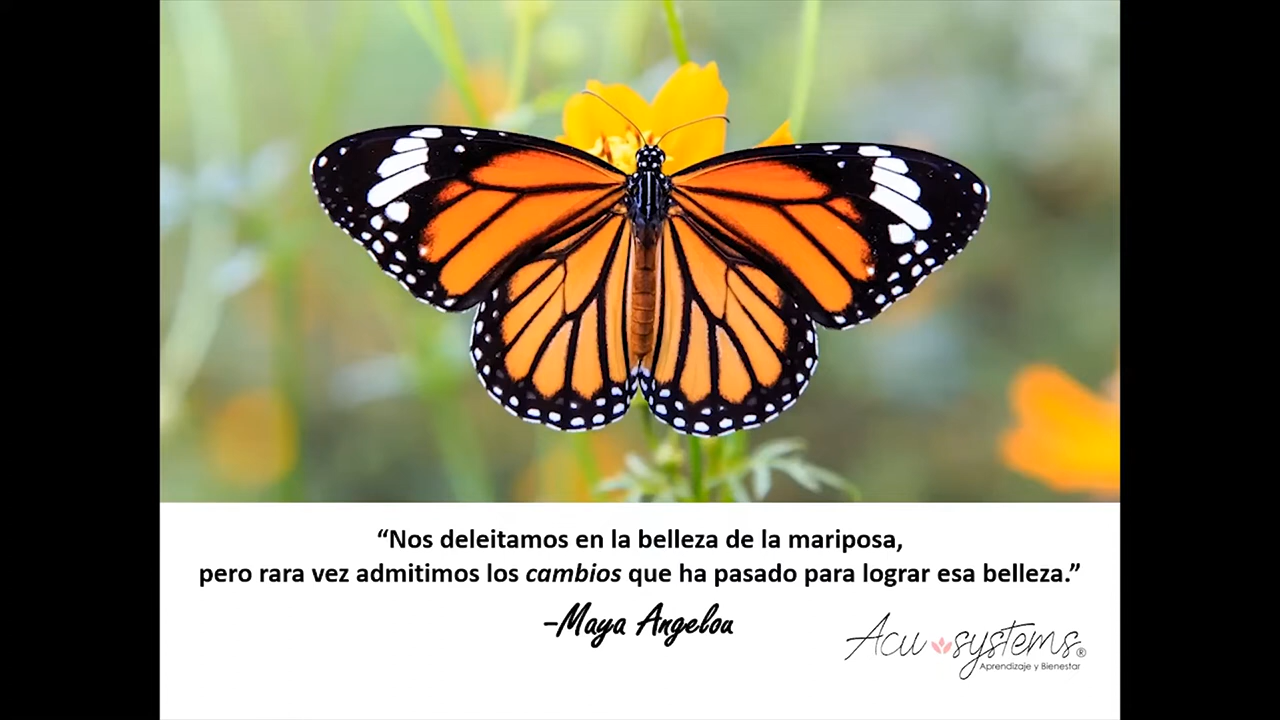 “Nos deleitamos en la belleza de la mariposa,
pero rara vez admitimos los cambios que ha pasado para lograr esa belleza.”
-Maya Angelou
Acu systems®
Aprendizaje y Bienestar